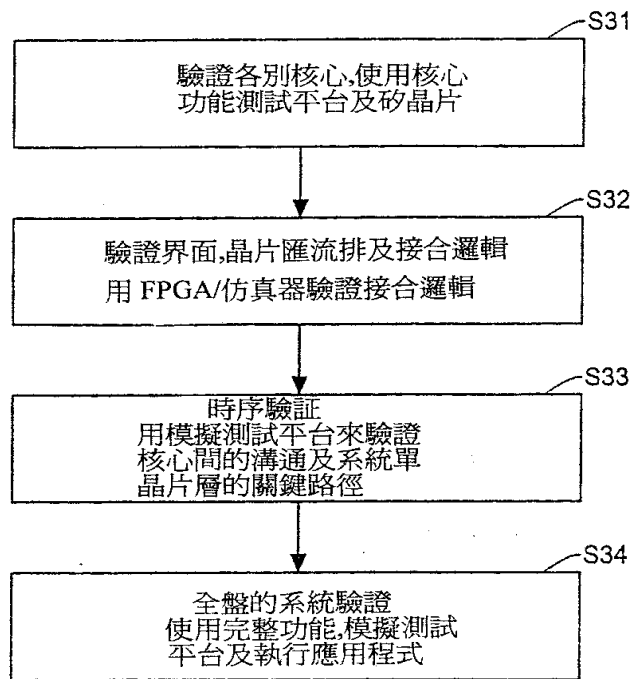 S31
驗證各別核心,使用核心
功能測試平台及矽晶片
S32
驗證界面,晶片匯流排及接合邏輯
用 FPGA/仿真器驗證接合邏輯
S33
時序驗証
用模擬測試平台來驗證
核心間的溝通及系統單
晶片層的關鍵路徑
S34
全盤的系統驗證
使用完整功能,模擬測試
平台及執行應用程式